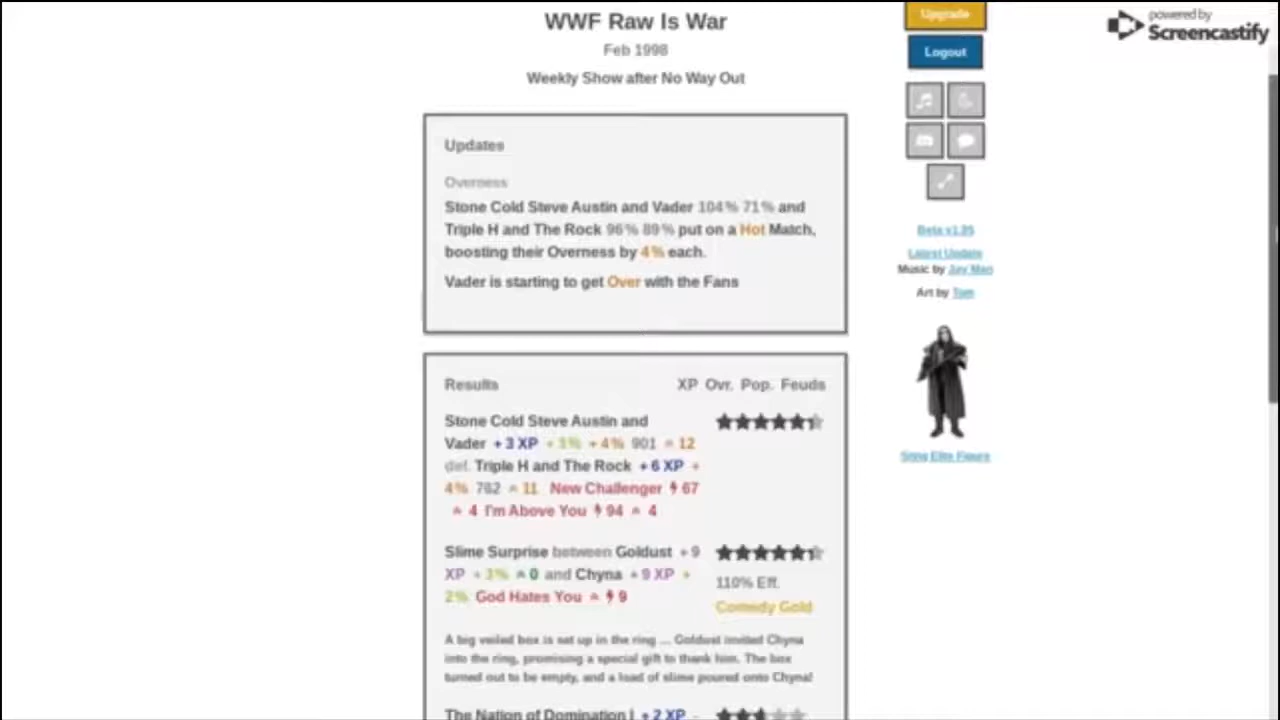 WWF Raw Is War
Feb 1998
Weekly Show after No Way Out
Updates
Overness
Stone Cold Steve Austin and Vader 104% 71% and
Triple H and The Rock 96% 89% put on a Hot Match,
boosting their Overness by 4% each.
Vader is starting to get Over with the Fans
Results XP Ovr. Pop. Feuds
Stone Cold Steve Austin and
Vader +3 XP + 4% 901 12
def. Triple H and The Rock +6 XP +
4% 762 11 New Challenger 67
4 I'm Above You 94 4
Slime Surprise between Goldust +9
XP +3% 0 and Chyna +9 XP +
2% God Hates You 9
110% Eff.
Comedy Gold
A big veiled box is set up in the ring ... Goldust invited Chyna
into the ring, promising a special gift to thank him. The box
turned out to be empty, and a load of slime poured onto Chyna!
The Nation of Domination +2 XP -
Upgrade
Logout
Beta v1.95
Latest Update
Music by Jay Man
Art by Tom
Sting Elite Figure
powered by
Screencastify